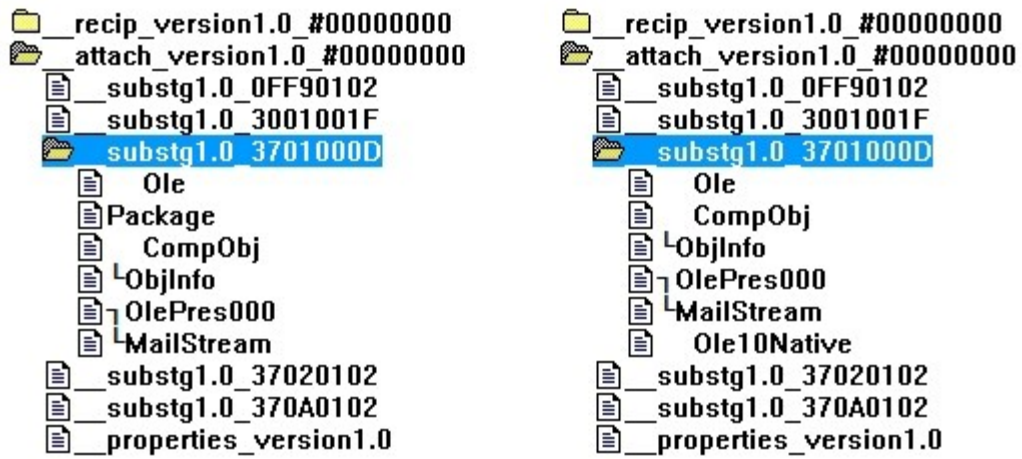 __recip_version1.0_#00000000
__attach_version1.0_#00000000
__substg1.0_0FF90102
__substg1.0_3001001F
__substg1.0_3701000D
Ole
Package
CompObj
└ObjInfo
┐OlePres000
└MailStream
__substg1.0_37020102
__substg1.0_370A0102
__properties_version1.0
__recip_version1.0_#00000000
__attach_version1.0_#00000000
__substg1.0_0FF90102
__substg1.0_3001001F
__substg1.0_3701000D
Ole
CompObj
└ObjInfo
┐OlePres000
└MailStream
Ole10Native
__substg1.0_37020102
__substg1.0_370A0102
__properties_version1.0